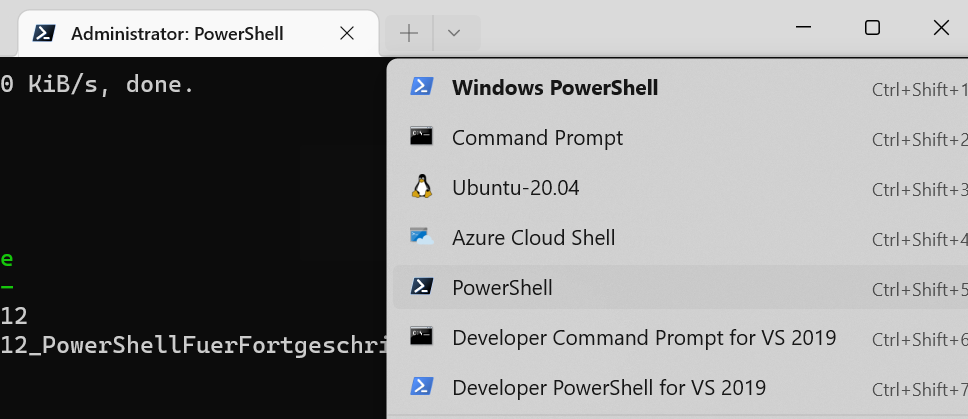 Administrator: PowerShell
0 KiB/s, done.
Windows PowerShell Ctrl+Shift+1
Command Prompt Ctrl+Shift+2
Ubuntu-20.04 Ctrl+Shift+3
Azure Cloud Shell Ctrl+Shift+4
e
PowerShell Ctrl+Shift+5
-
12
Developer Command Prompt for VS 2019 Ctrl+Shift+6
12_PowerShellFuerFortgeschri
Developer PowerShell for VS 2019 Ctrl+Shift+7